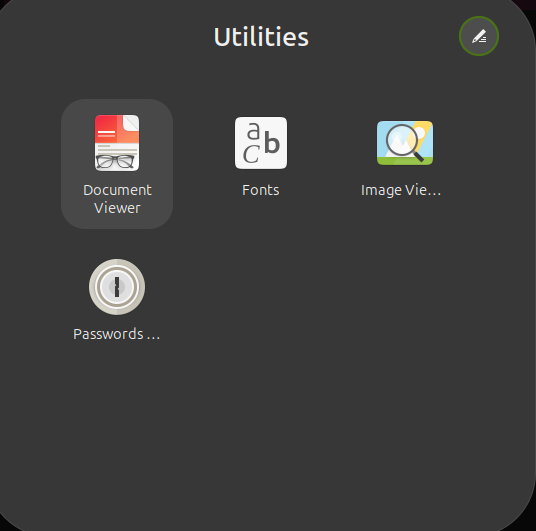 Utilities
Document
Viewer
Fonts
Image Vie...
Passwords ...